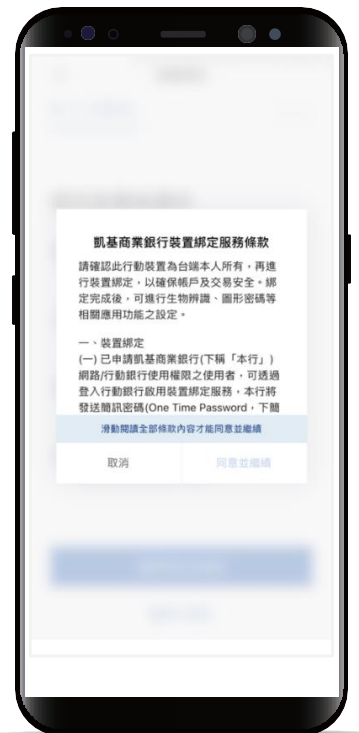 凱基商業銀行裝置綁定服務條款
請確認此行動裝置為台端本人所有，再進
行裝置綁定，以確保帳戶及交易安全。綁
定完成後，可進行生物辨識、圖形密碼等
相關應用功能之設定。
一、裝置綁定
(一) 已申請凱基商業銀行(下稱「本行」)
網路/行動銀行使用權限之使用者，可透過
登入行動銀行啟用裝置綁定服務，本行將
發送簡訊密碼(One Time Password，下簡
滑動閱讀全部條款內容才能同意並繼續
取消
同意並繼續